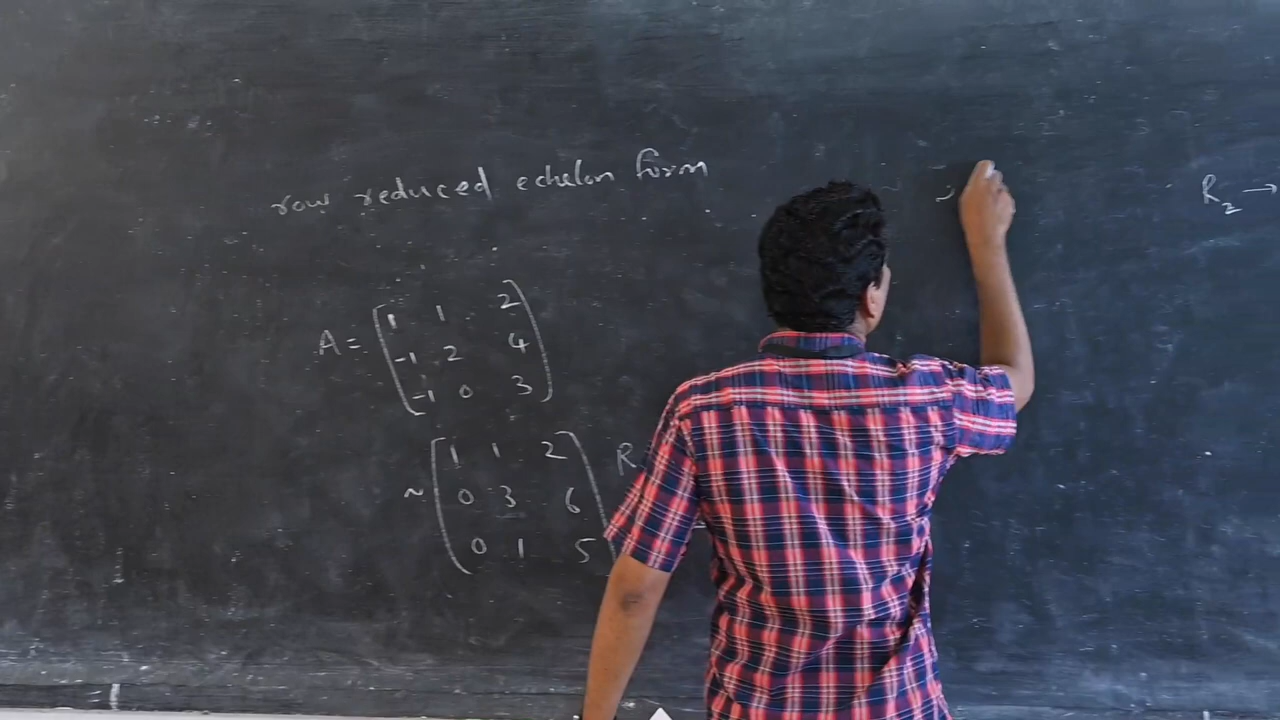 row reduced echelon form
A = 1 1 2
-1 2 4
-1 0 3
~ 1 1 2
0 3 6
0 1 5
R
~
R₂ →